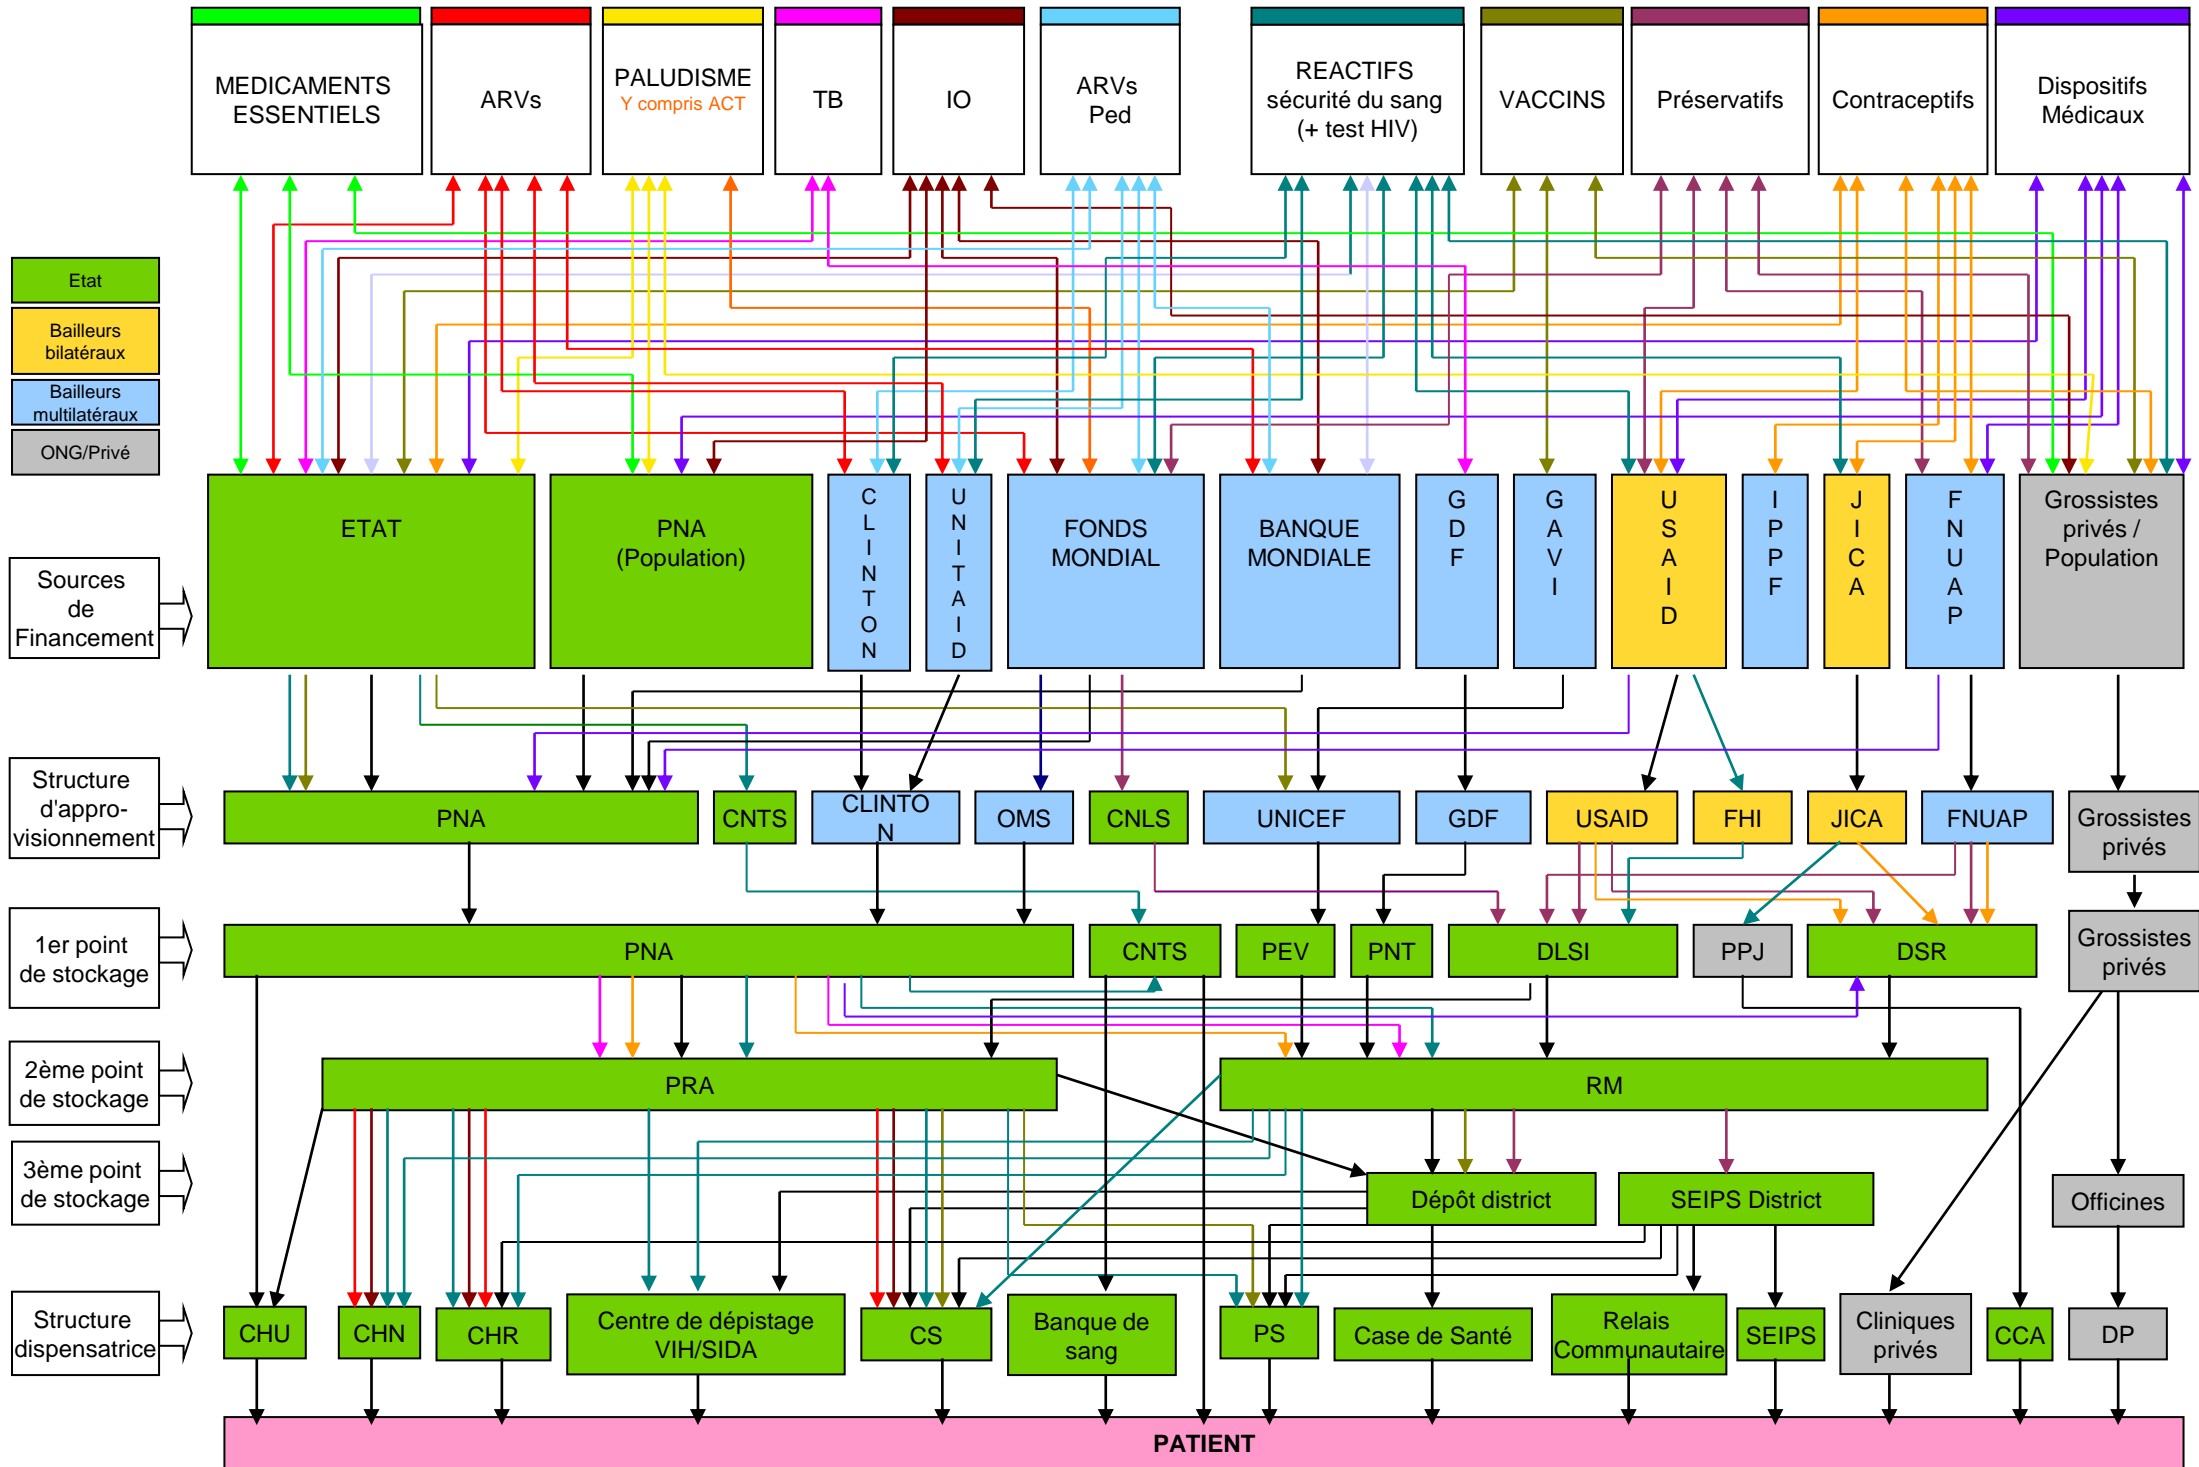 MEDICAMENTS
ESSENTIELS
ARVs
PALUDISME
Y compris ACT
TB
IO
ARVs
Ped
REACTIFS
sécurité du sang
(+ test HIV)
VACCINS
Préservatifs
Contraceptifs
Dispositifs
Médicaux
Etat
Bailleurs
bilatéraux
Bailleurs
multilatéraux
ONG/Privé
Sources
de
Financement
ETAT
PNA
(Population)
C
L
I
N
T
O
N
U
N
I
T
A
I
D
FONDS
MONDIAL
BANQUE
MONDIALE
G
D
F
G
A
V
I
U
S
A
I
D
I
P
P
F
J
I
C
A
F
N
U
A
P
Grossistes
privés /
Population
Structure
d'appro-
visionnement
PNA
CNTS
CLINTO
N
OMS
CNLS
UNICEF
GDF
USAID
FHI
JICA
FNUAP
Grossistes
privés
1er point
de stockage
PNA
CNTS
PEV
PNT
DLSI
PPJ
DSR
Grossistes
privés
2ème point
de stockage
PRA
RM
3ème point
de stockage
Dépôt district
SEIPS District
Officines
Structure
dispensatrice
CHU
CHN
CHR
Centre de dépistage
VIH/SIDA
CS
Banque de
sang
PS
Case de Santé
Relais
Communautaire
SEIPS
Cliniques
privés
CCA
DP
PATIENT